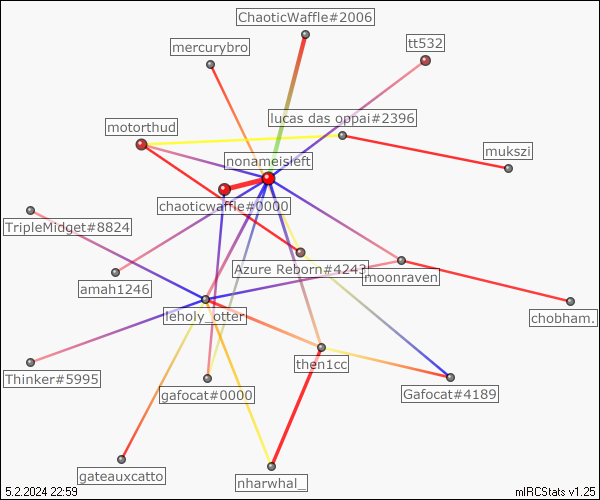 ChaoticWaffle#2006
mercurybro
tt532
lucas das oppai#2396
motorthud
mukszi
nonameisleft
chaoticwaffle#0000
TripleMidget#8824
Azure Reborn#4243
moonraven
amah1246
leholy_otter
chobham.
then1cc
Thinker#5995
gafocat#0000
Gafocat#4189
gateauxcatto
nharwhal_
5.2.2024 22:59
mIRCStats v1.25